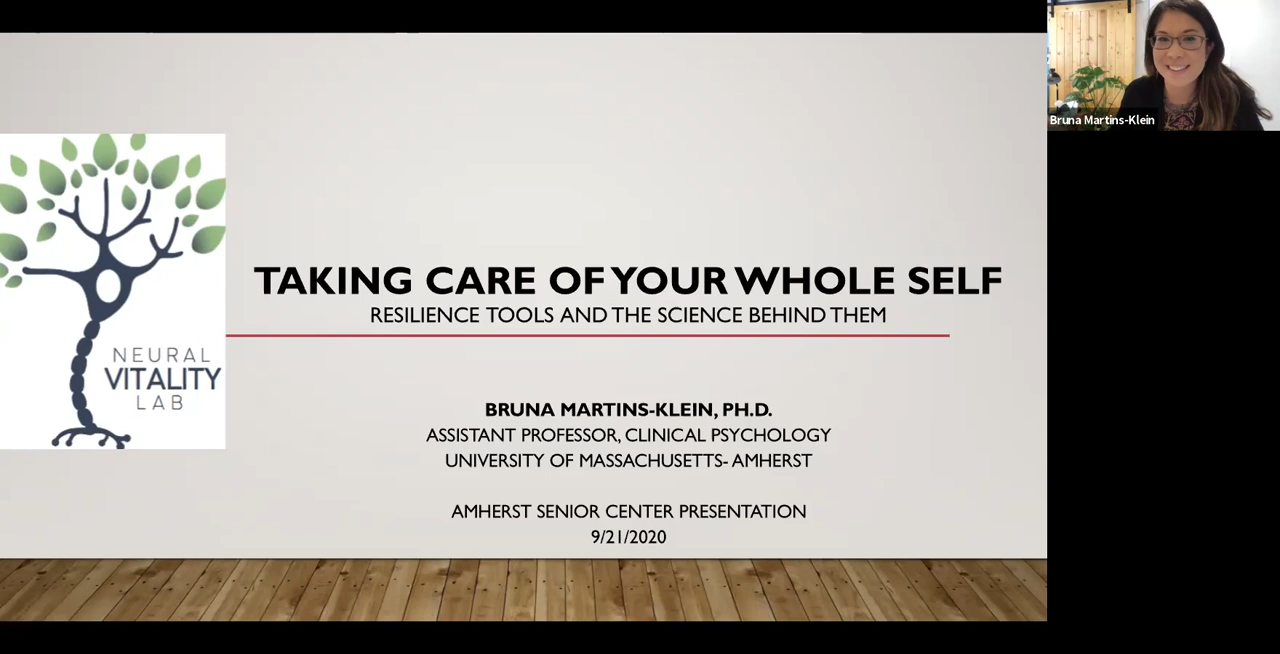 NEURAL
VITALITY
LAB
TAKING CARE OF YOUR WHOLE SELF
RESILIENCE TOOLS AND THE SCIENCE BEHIND THEM
BRUNA MARTINS-KLEIN, PH.D.
ASSISTANT PROFESSOR, CLINICAL PSYCHOLOGY
UNIVERSITY OF MASSACHUSETTS- AMHERST
AMHERST SENIOR CENTER PRESENTATION
9/21/2020
Bruna Martins-Klein